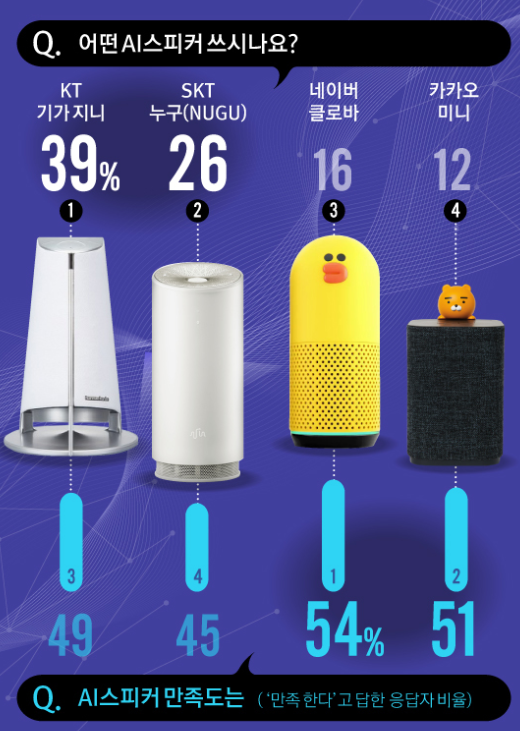 Q. 어떤 AI스피커 쓰시나요?
KT
기가 지니
39%
1
SKT
누구(NUGU)
26
2
네이버
클로바
16
3
카카오
미니
12
4
3
49
4
45
1
54%
2
51
Q. AI스피커 만족도는 ( ‘만족 한다’고 답한 응답자 비율)